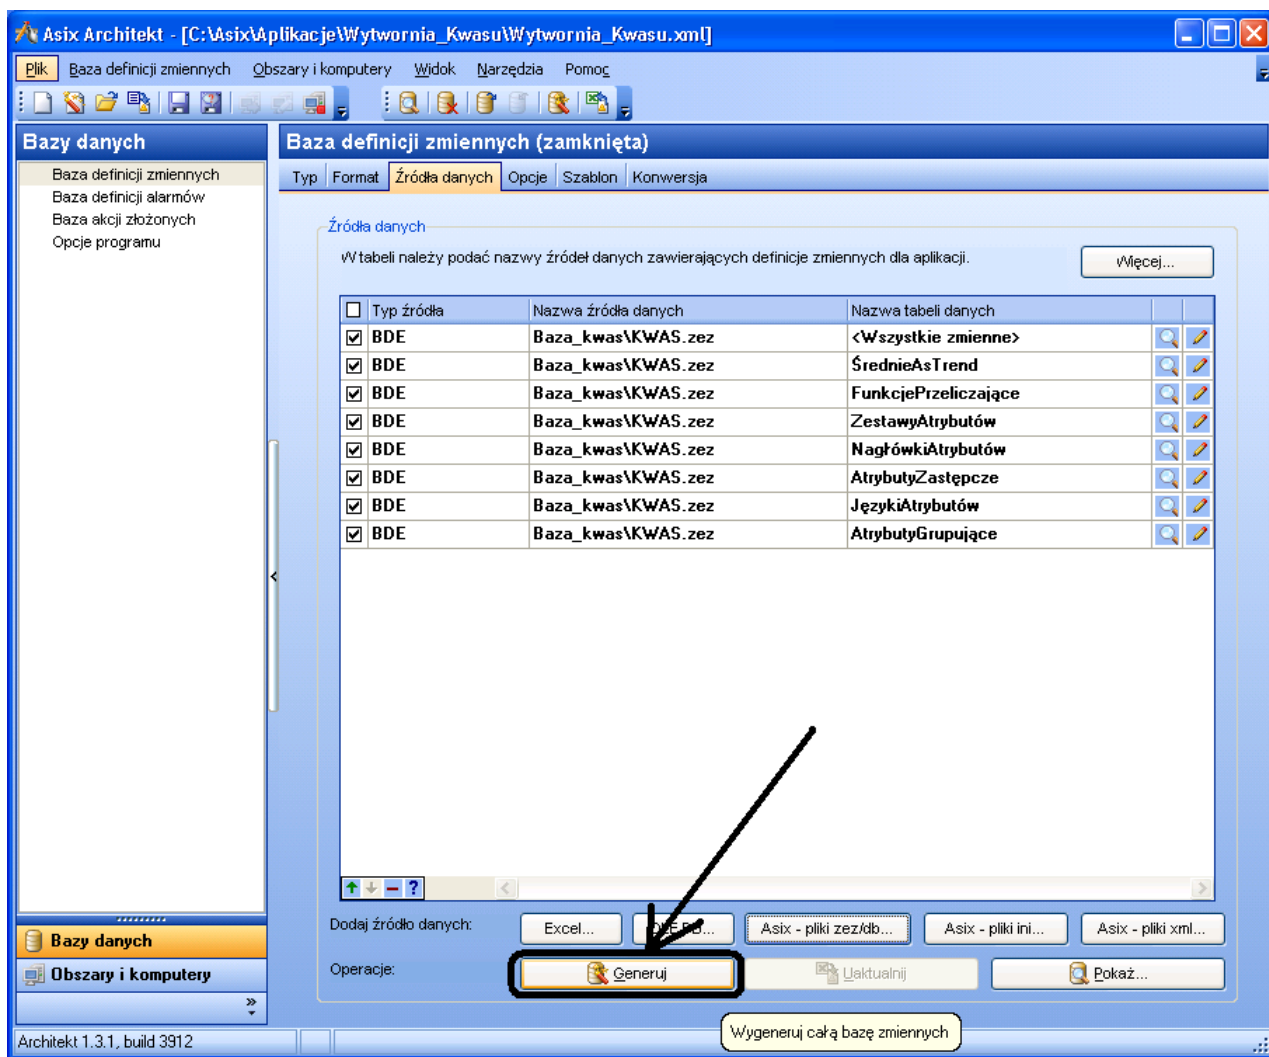 Asix Architekt - [C:\Asix\Aplikacje\Wytwornia_Kwasu\Wytwornia_Kwasu.xml]
Plik Baza definicji zmiennych Obszary i komputery Widok Narzędzia Pomoc
Bazy danych
Baza definicji zmiennych
Baza definicji alarmów
Baza akcji złożonych
Opcje programu
Baza definicji zmiennych (zamknięta)
Typ Format Źródła danych Opcje Szablon Konwersja
Źródła danych
W tabeli należy podać nazwy źródeł danych zawierających definicje zmiennych dla aplikacji.
Więcej...
Typ źródła Nazwa źródła danych Nazwa tabeli danych
BDE Baza_kwas\KWAS.zez <Wszystkie zmienne>
BDE Baza_kwas\KWAS.zez ŚrednieAsTrend
BDE Baza_kwas\KWAS.zez FunkcjePrzeliczające
BDE Baza_kwas\KWAS.zez ZestawyAtrybutów
BDE Baza_kwas\KWAS.zez NagłówkiAtrybutów
BDE Baza_kwas\KWAS.zez AtrybutyZastępcze
BDE Baza_kwas\KWAS.zez JęzykiAtrybutów
BDE Baza_kwas\KWAS.zez AtrybutyGrupujące
Dodaj źródło danych: Excel... OLE DB... Asix - pliki zez/db... Asix - pliki ini... Asix - pliki xml...
Operacje: Generuj Uaktualnij Pokaż...
Wygeneruj całą bazę zmiennych
Bazy danych
Obszary i komputery
Architekt 1.3.1, build 3912